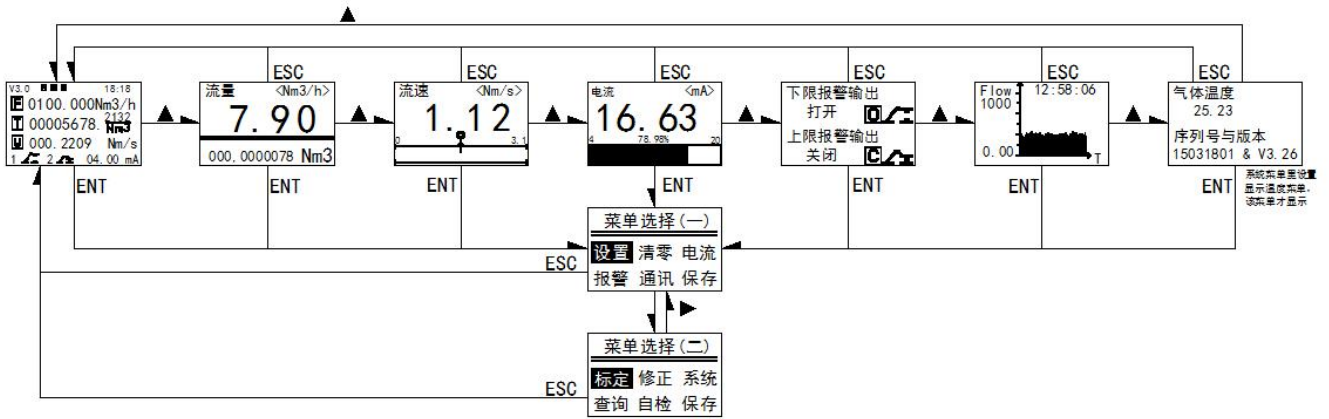 ▲
ESC ESC ESC ESC ESC ESC
V3.0 18:18
F 0100.000Nm3/h
T 00005678.2132 Nm3
W 000.2209 Nm/s
1 2 04.00 mA
▲
流量 <Nm3/h>
7.90
000.0000078 Nm3
▲
流速 <Nm/s>
1.12
0 3.1
▲
电流 <mA>
16.63
4 78.98% 20
▲
下限报警输出
打开 O
上限报警输出
关闭 C
▲
Flow 12:58:06
1000
0.00 T
▲
气体温度
25.23
序列号与版本
15031801 & V3.26
ENT ENT ENT ENT ENT ENT ENT
系统菜单里设置
显示温度菜单,
该菜单才显示
菜单选择(一)
设置 清零 电流
报警 通讯 保存
ESC
▶
菜单选择(二)
标定 修正 系统
查询 自检 保存
ESC